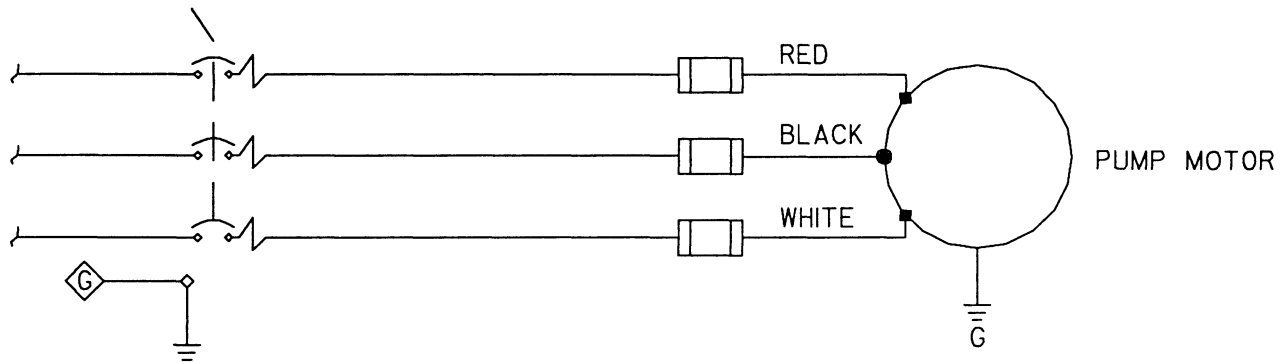 RED
BLACK
PUMP MOTOR
WHITE
G
G